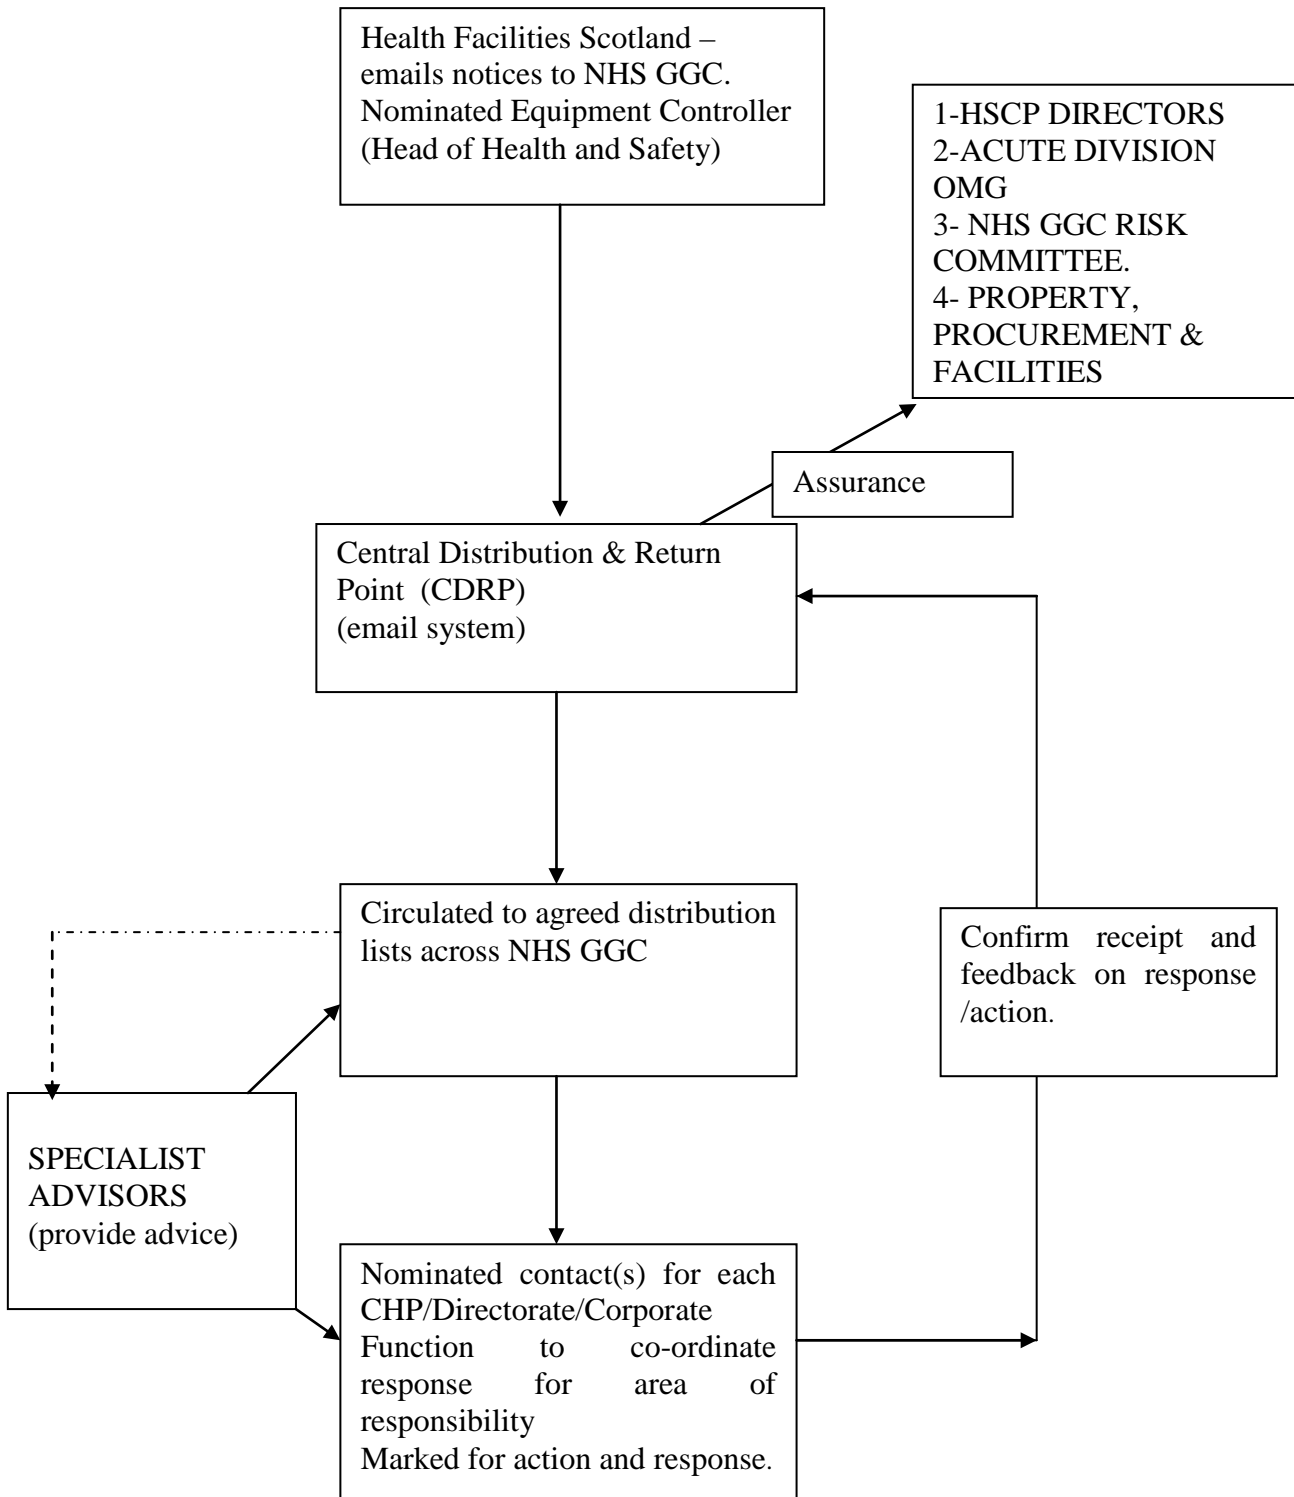 Health Facilities Scotland –
emails notices to NHS GGC.
Nominated Equipment Controller
(Head of Health and Safety)
1-HSCP DIRECTORS
2-ACUTE DIVISION
OMG
3- NHS GGC RISK
COMMITTEE.
4- PROPERTY,
PROCUREMENT &
FACILITIES
Assurance
Central Distribution & Return
Point (CDRP)
(email system)
Circulated to agreed distribution
lists across NHS GGC
Confirm receipt and
feedback on response
/action.
SPECIALIST
ADVISORS
(provide advice)
Nominated contact(s) for each
CHP/Directorate/Corporate
Function to co-ordinate
response for area of
responsibility
Marked for action and response.